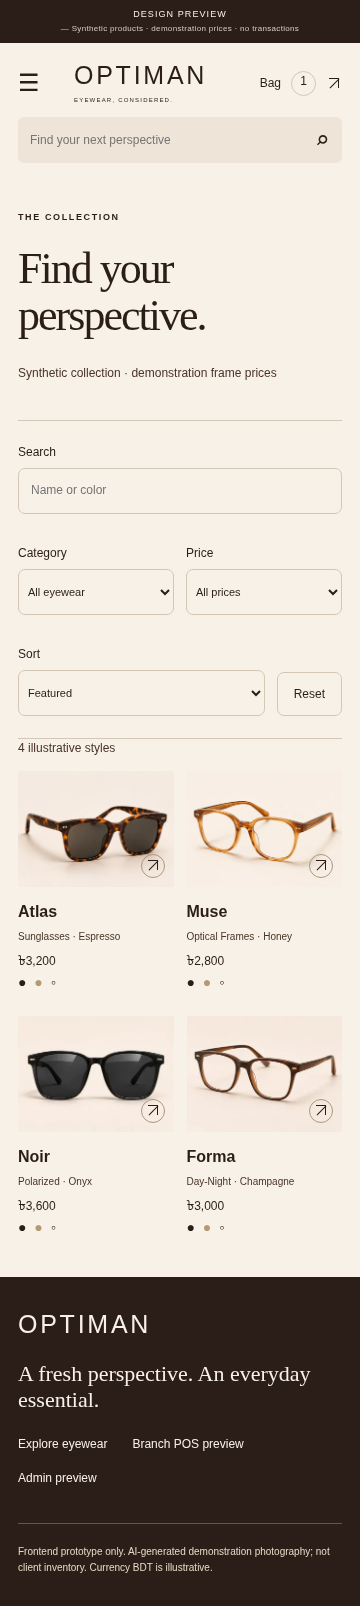 DESIGN PREVIEW
— Synthetic products · demonstration prices · no transactions
OPTIMAN
EYEWEAR, CONSIDERED.
Bag 1
Find your next perspective
THE COLLECTION
Find your
perspective.
Synthetic collection · demonstration frame prices
Search
Name or color
Category Price
All eyewear All prices
Sort
Featured Reset
4 illustrative styles
Atlas Muse
Sunglasses · Espresso Optical Frames · Honey
৳3,200 ৳2,800
Noir Forma
Polarized · Onyx Day-Night · Champagne
৳3,600 ৳3,000
OPTIMAN
A fresh perspective. An everyday
essential.
Explore eyewear Branch POS preview
Admin preview
Frontend prototype only. AI-generated demonstration photography; not
client inventory. Currency BDT is illustrative.